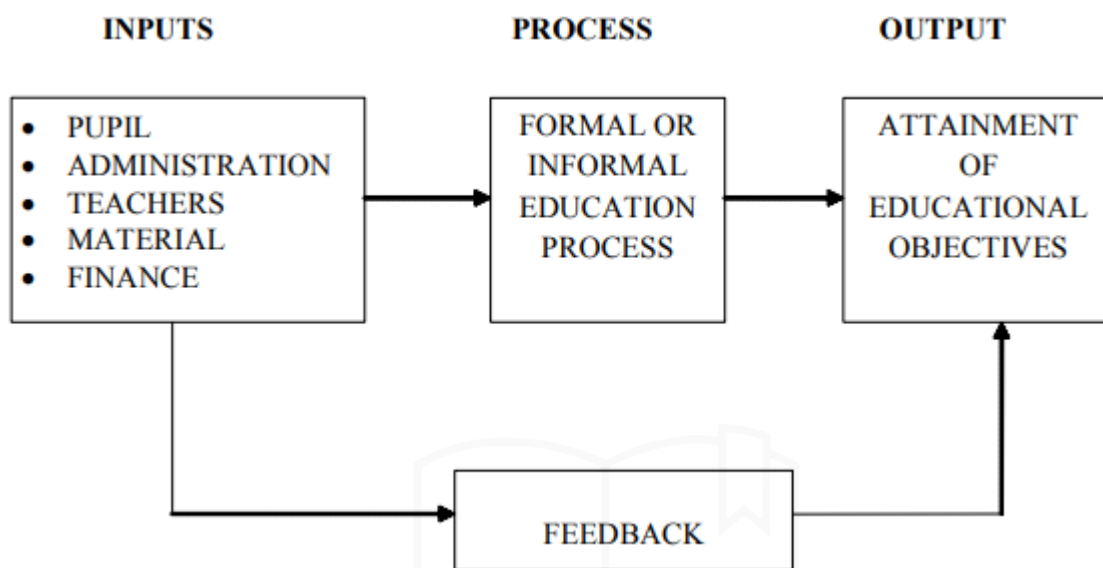 INPUTS
PROCESS
OUTPUT
• PUPIL
• ADMINISTRATION
• TEACHERS
• MATERIAL
• FINANCE
FORMAL OR
INFORMAL
EDUCATION
PROCESS
ATTAINMENT
OF
EDUCATIONAL
OBJECTIVES
FEEDBACK